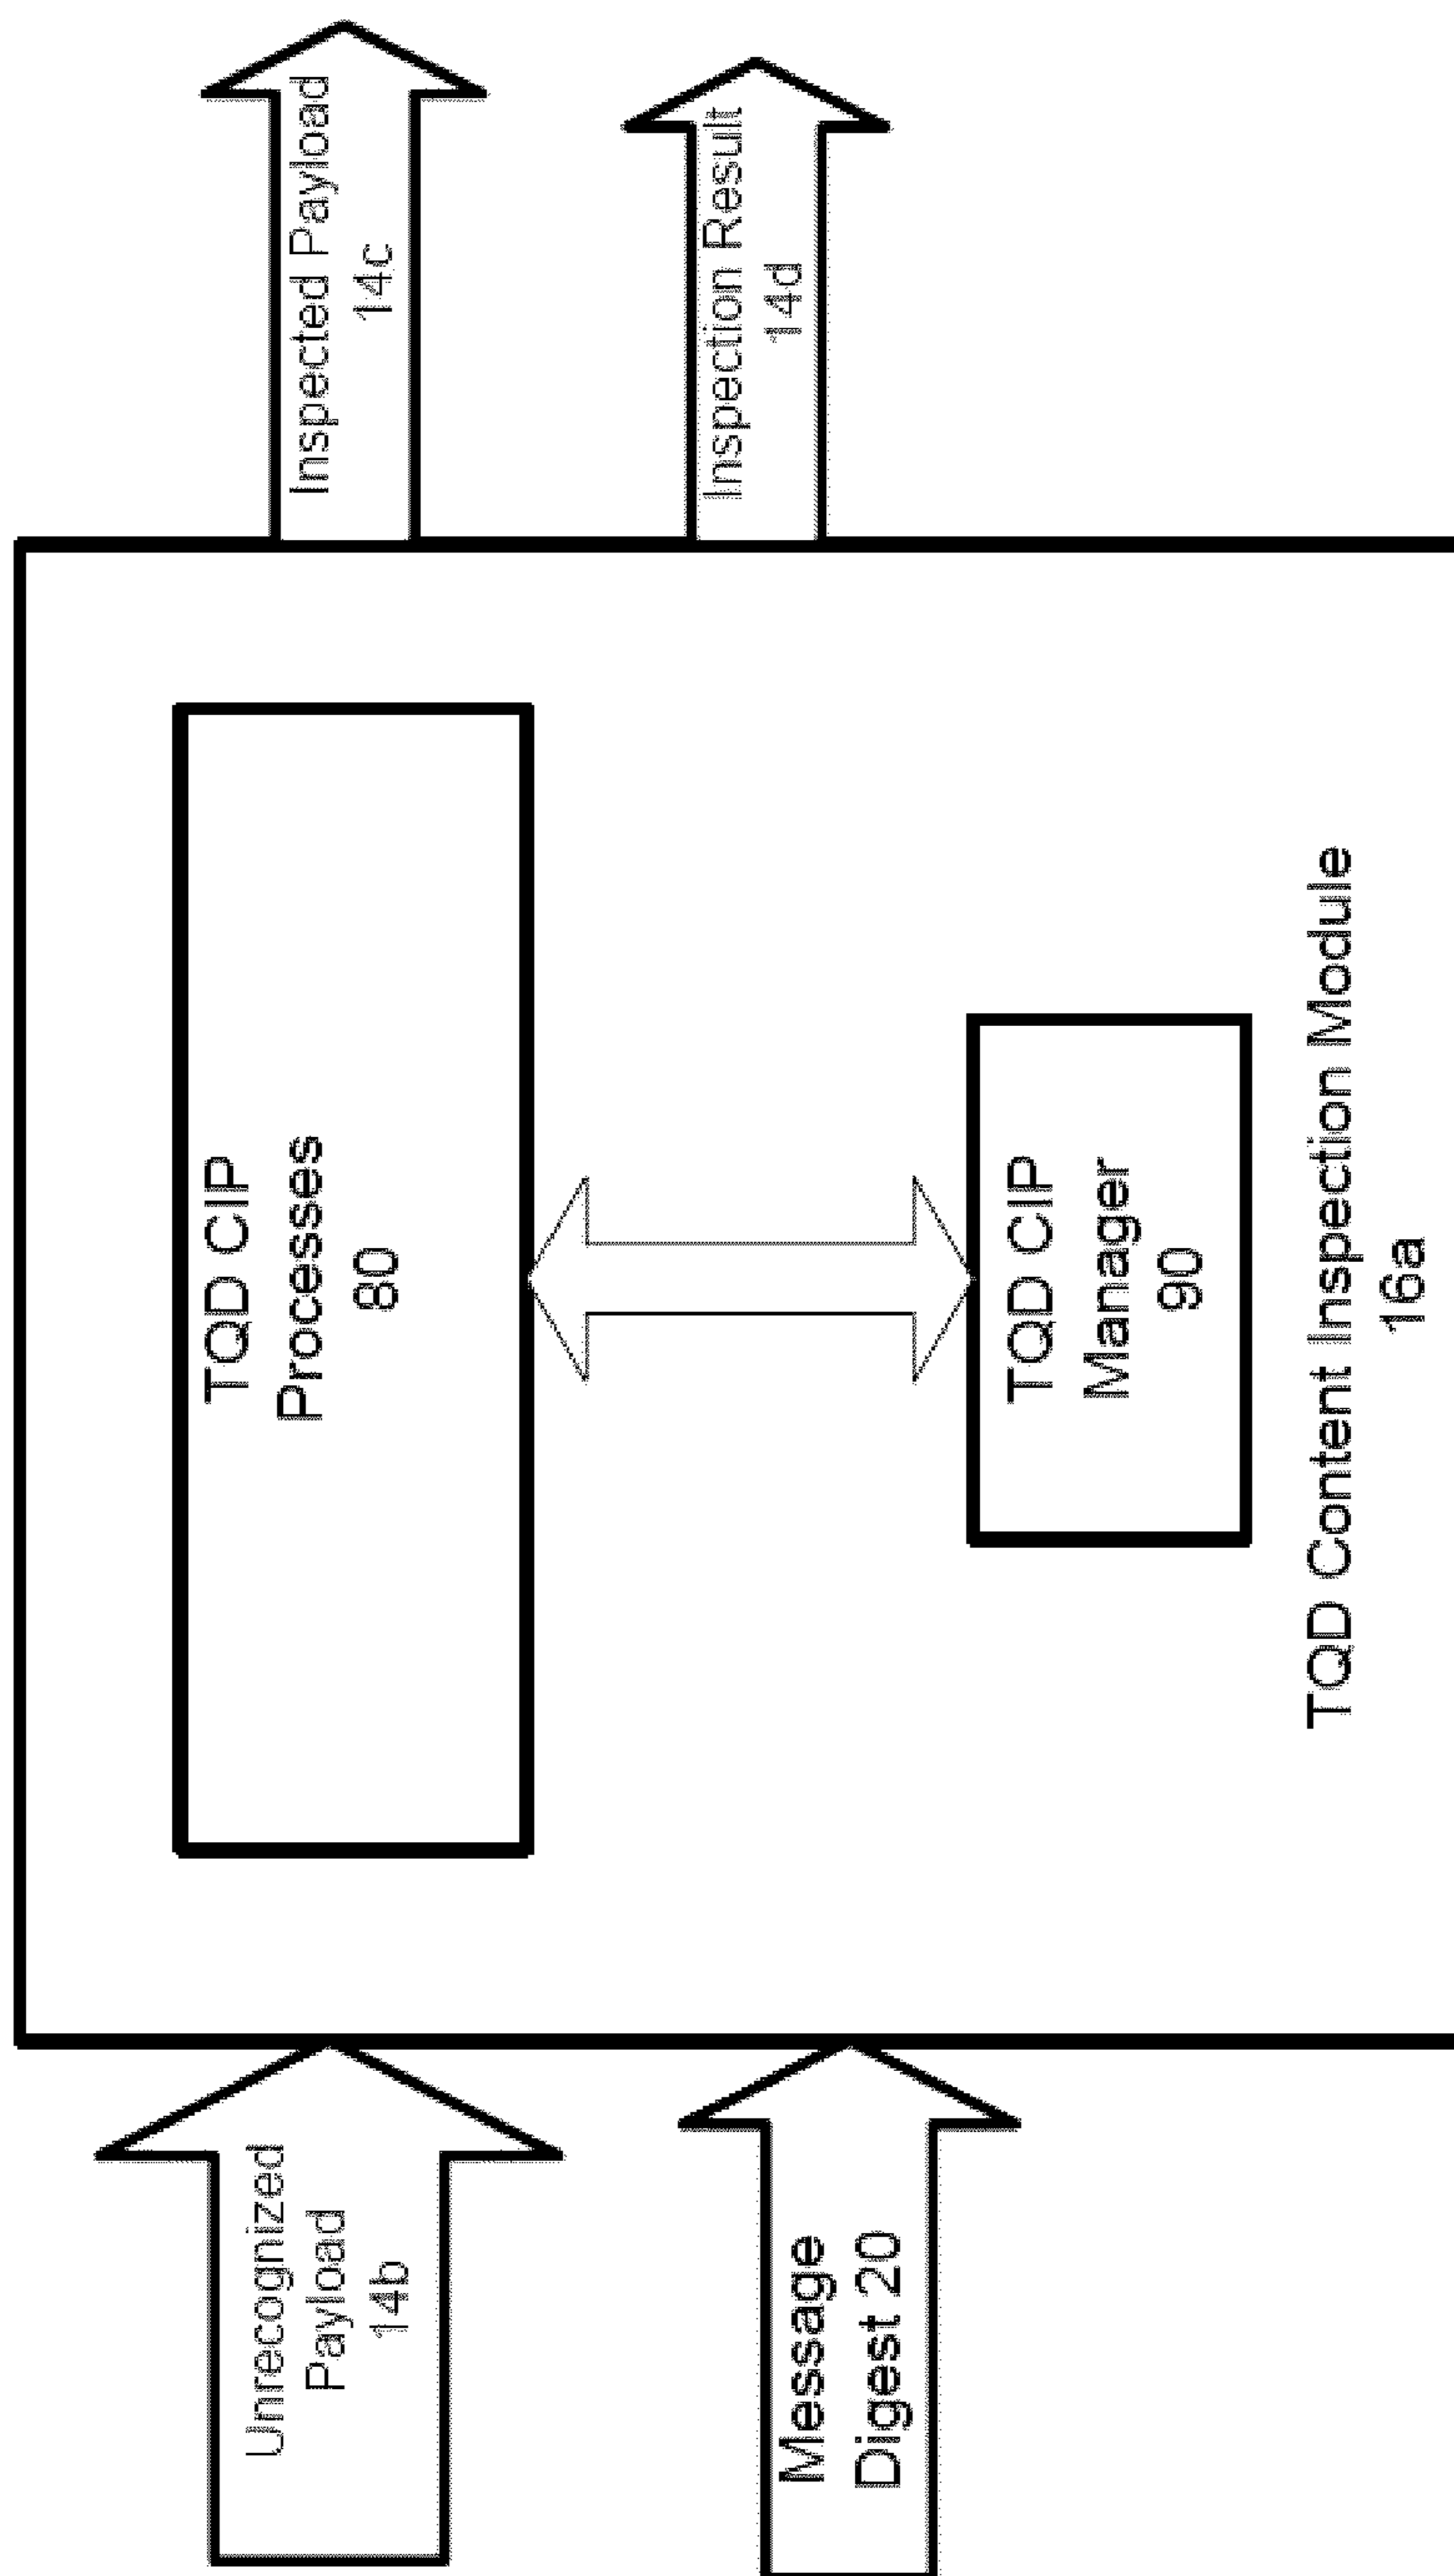 Unrecognized
Payload
14b
Message
Digest 20
TQD CIP
Processes
80
TQD CIP
Manager
90
TQD Content Inspection Module
16a
Inspected Payload
14c
Inspection Result
14d